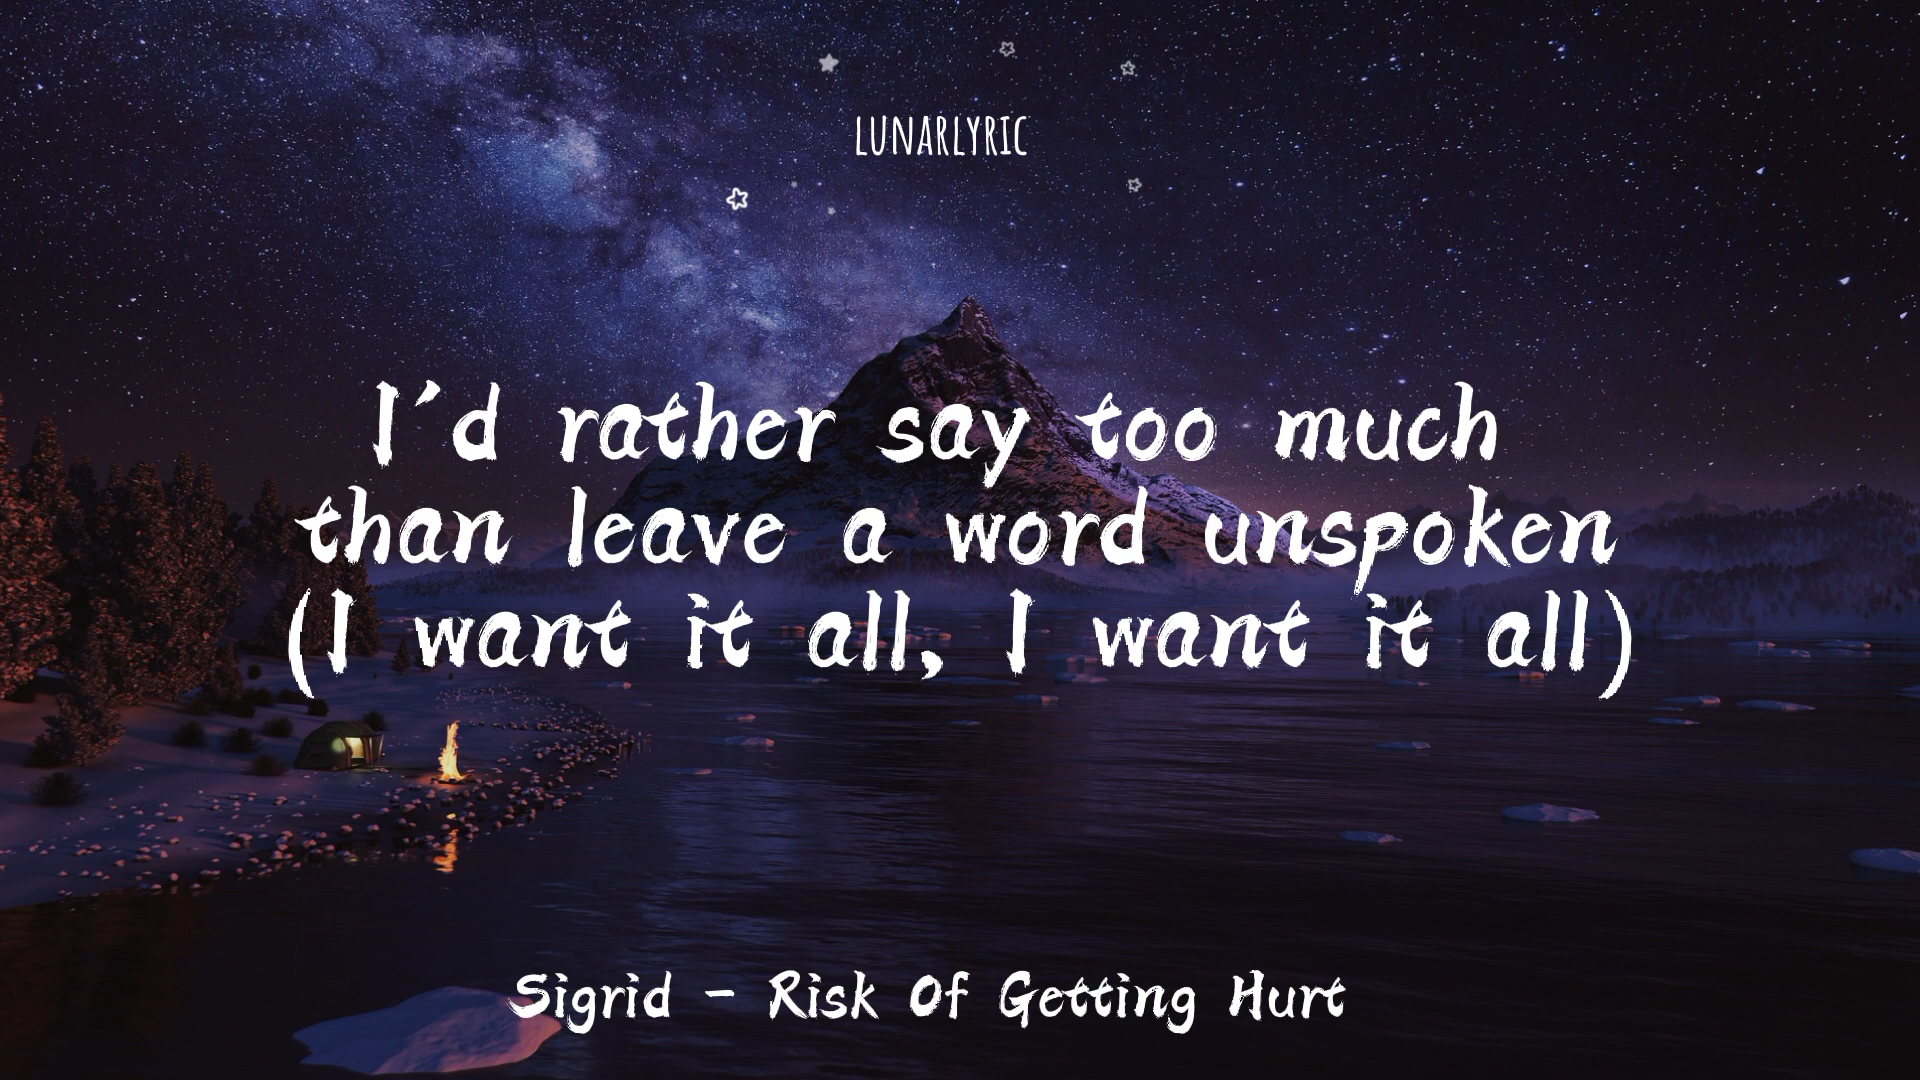 LUNARLYRIC
I'd rather say too much
than leave a word unspoken
(I want it all, I want it all)
Sigrid - Risk Of Getting Hurt